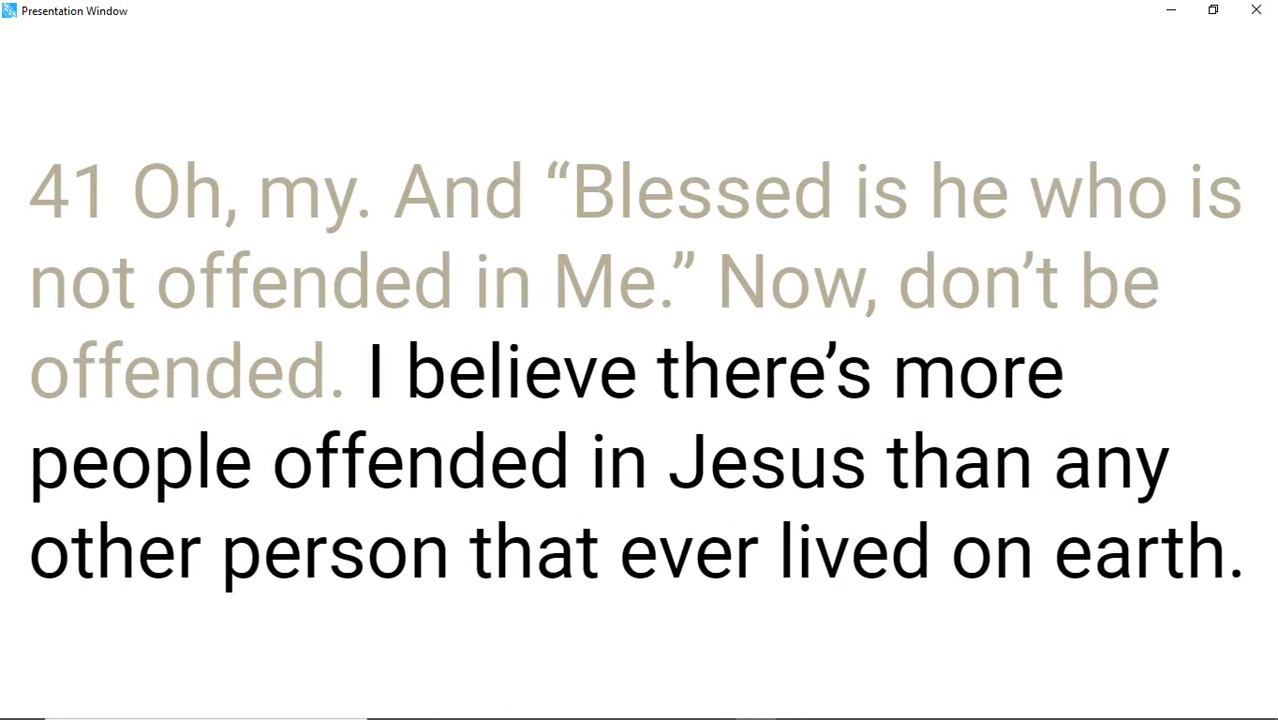 Presentation Window
41 Oh, my. And “Blessed is he who is
not offended in Me.” Now, don’t be
offended. I believe there’s more
people offended in Jesus than any
other person that ever lived on earth.